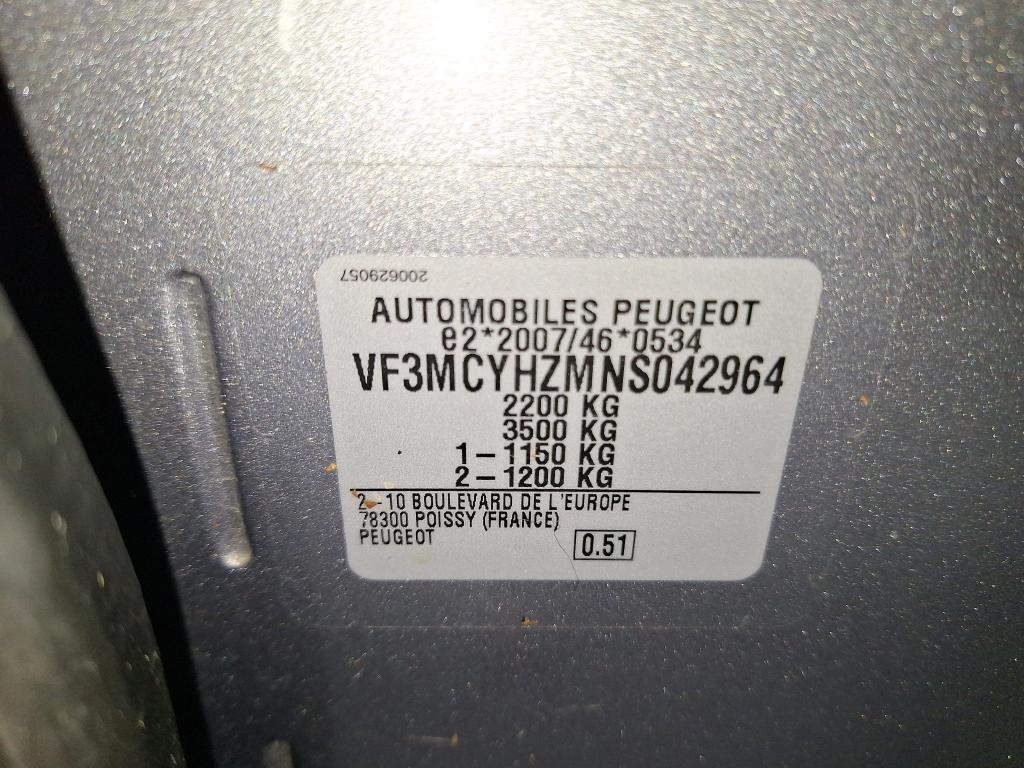 200629057
AUTOMOBILES PEUGEOT
e2*2007/46*0534
VF3MCYHZMNS042964
2200 KG
3500 KG
1-1150 KG
2-1200 KG
2-10 BOULEVARD DE L'EUROPE
78300 POISSY (FRANCE)
PEUGEOT
0.51